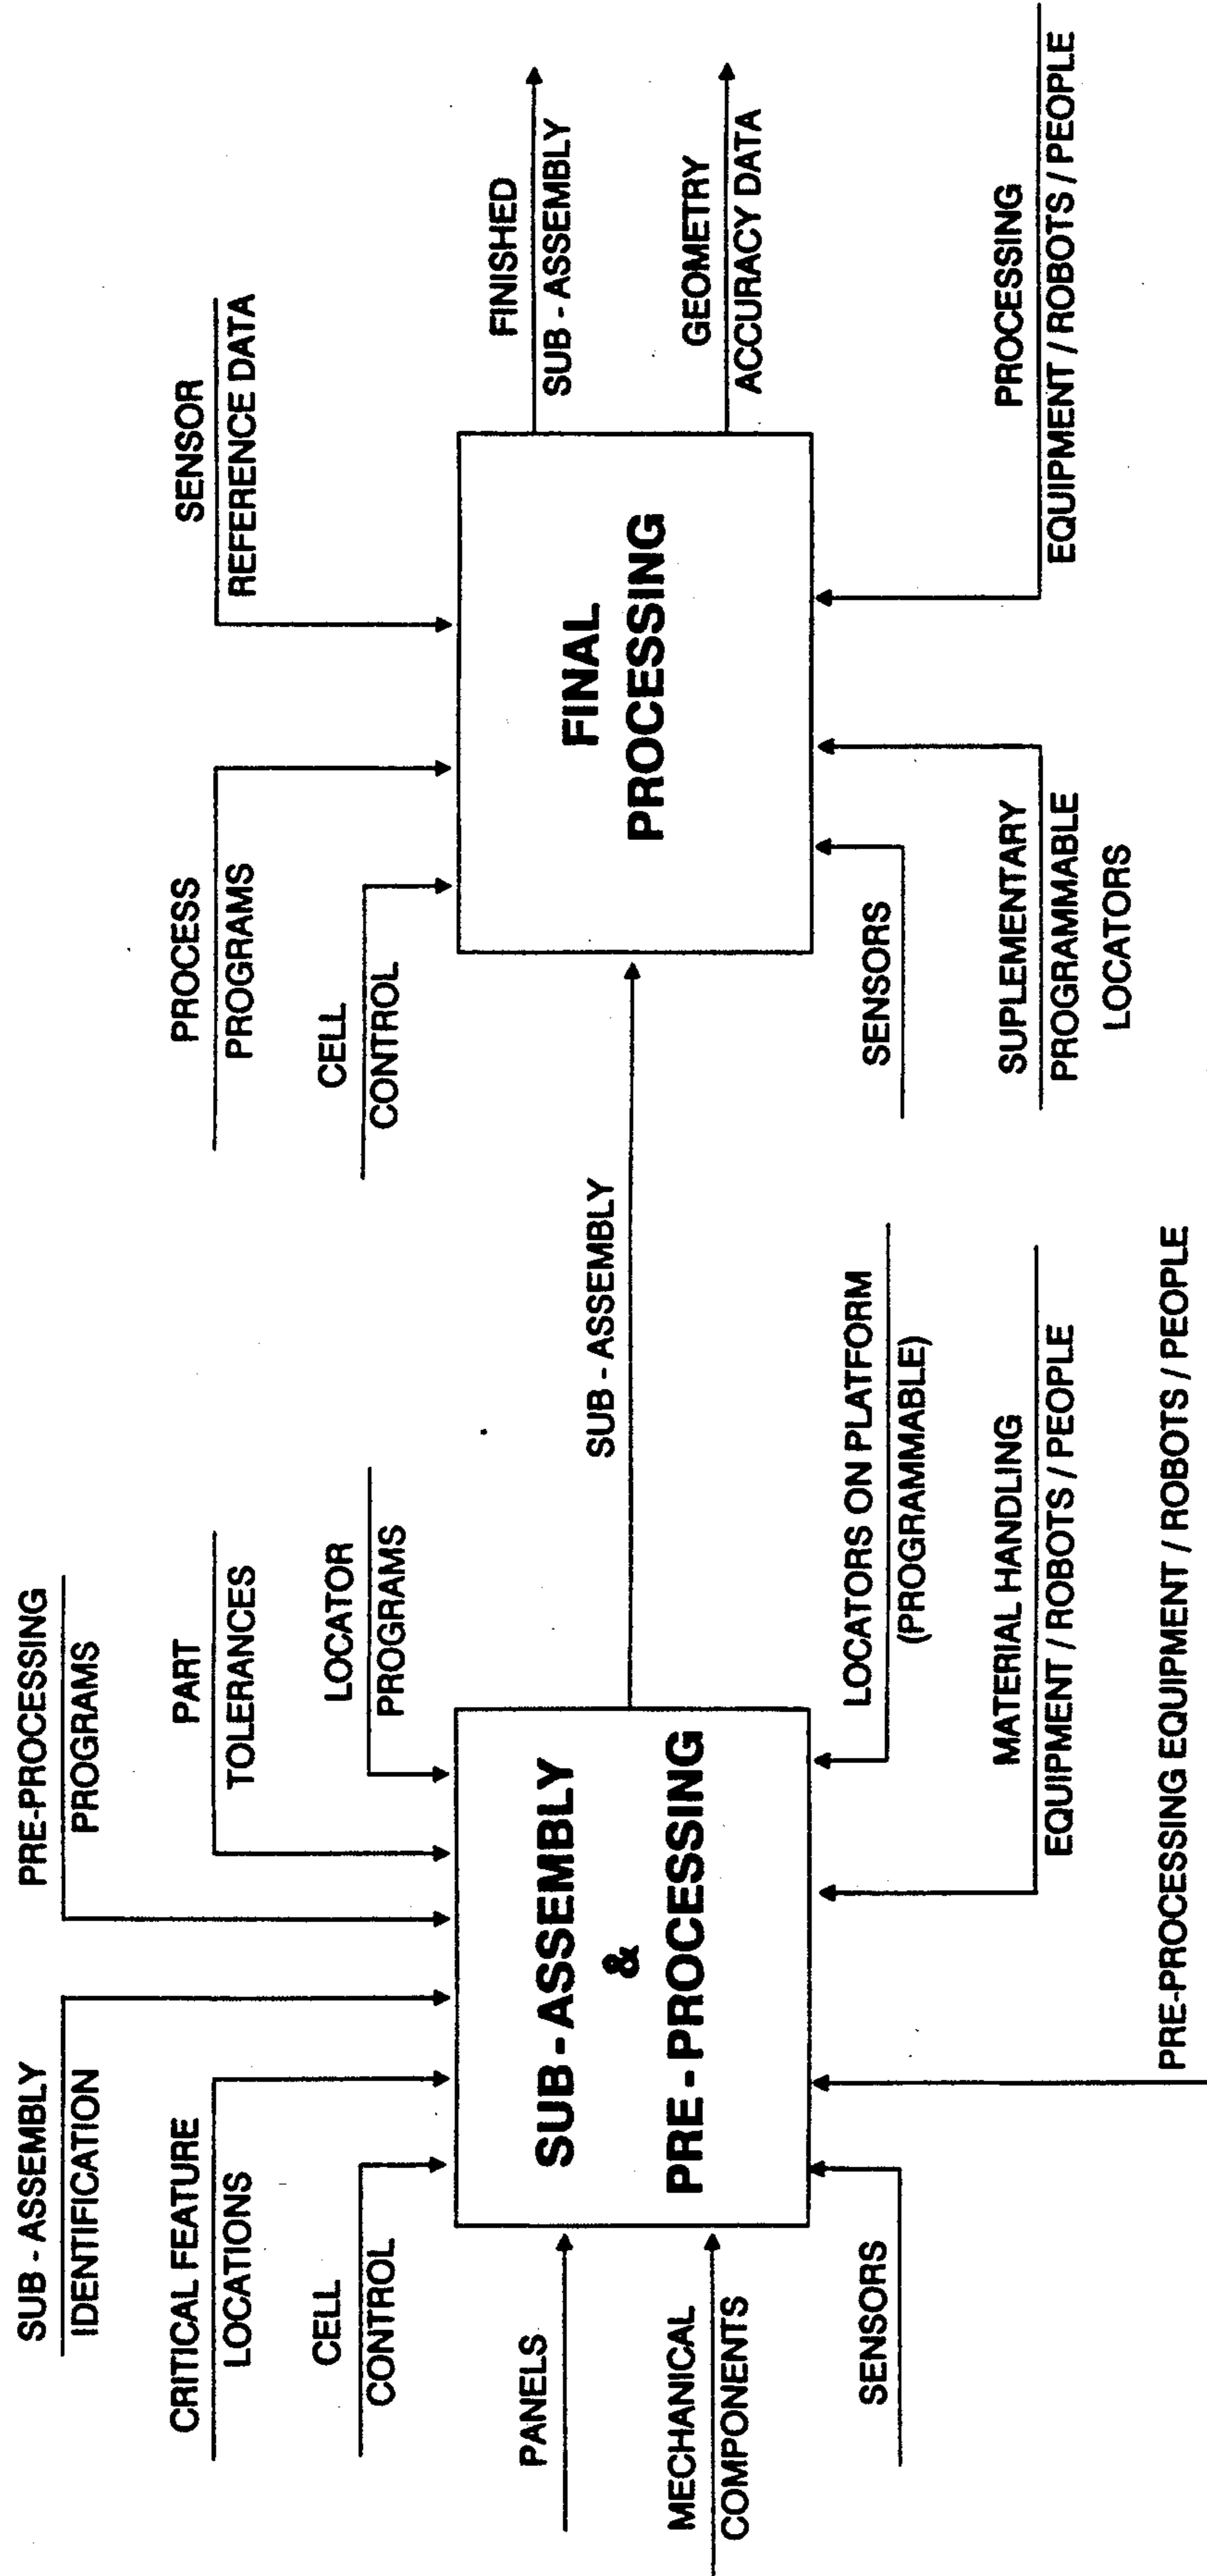 SUB - ASSEMBLY
IDENTIFICATION
PRE-PROCESSING
PROGRAMS
CRITICAL FEATURE
LOCATIONS
PART
TOLERANCES
CELL
CONTROL
LOCATOR
PROGRAMS
PANELS
MECHANICAL
COMPONENTS
SUB - ASSEMBLY
&
PRE - PROCESSING
SENSORS
LOCATORS ON PLATFORM
(PROGRAMMABLE)
MATERIAL HANDLING
EQUIPMENT / ROBOTS / PEOPLE
PRE-PROCESSING EQUIPMENT / ROBOTS / PEOPLE
SUB - ASSEMBLY
PROCESS
PROGRAMS
SENSOR
REFERENCE DATA
CELL
CONTROL
FINAL
PROCESSING
FINISHED
SUB - ASSEMBLY
GEOMETRY
ACCURACY DATA
SENSORS
SUPLEMENTARY
PROGRAMMABLE
LOCATORS
PROCESSING
EQUIPMENT / ROBOTS / PEOPLE